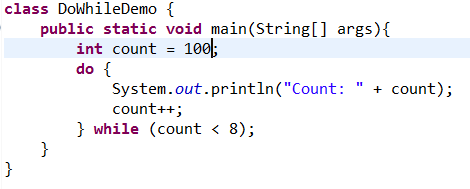 class DoWhileDemo {
    public static void main(String[] args){
        int count = 100;
        do {
            System.out.println("Count: " + count);
            count++;
        } while (count < 8);
    }
}